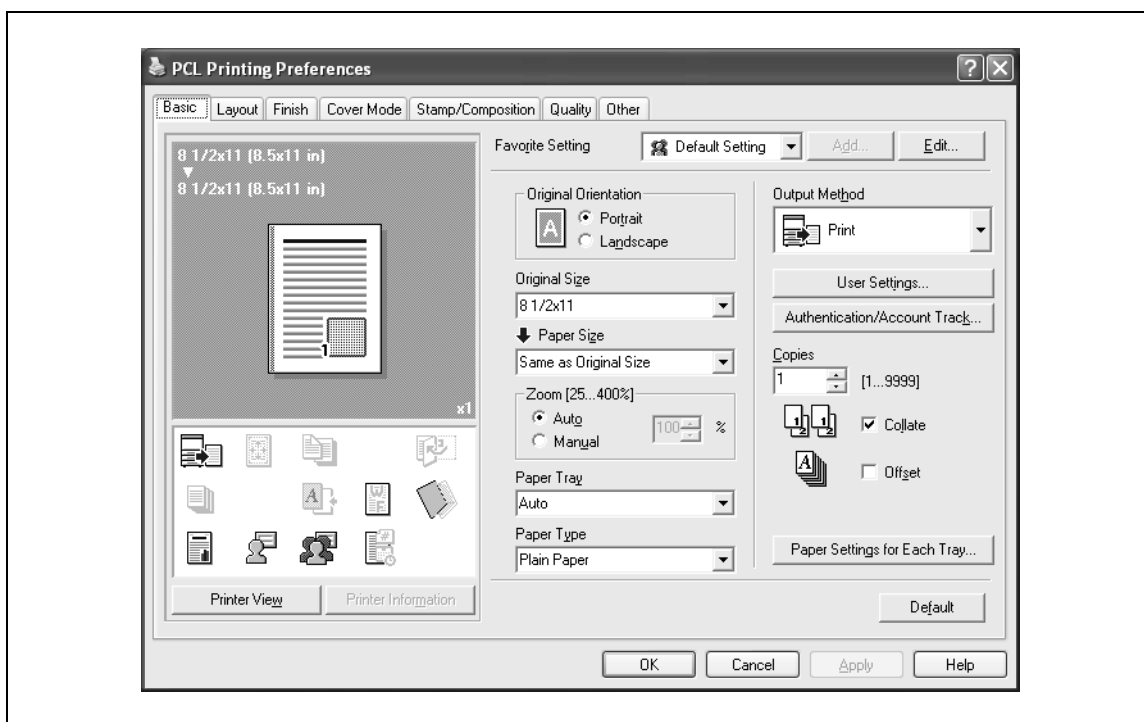 PCL Printing Preferences
Basic Layout Finish Cover Mode Stamp/Composition Quality Other
8 1/2x11 (8.5x11 in)
8 1/2x11 (8.5x11 in)
x1
Printer View Printer Information
Favorite Setting Default Setting Add... Edit...
Original Orientation
A
Portrait
Landscape
Original Size
8 1/2x11
Paper Size
Same as Original Size
Zoom [25...400%]
Auto
Manual
100 %
Paper Tray
Auto
Paper Type
Plain Paper
Output Method
Print
User Settings...
Authentication/Account Track...
Copies
1 [1...9999]
Collate
Offset
Paper Settings for Each Tray...
Default
OK Cancel Apply Help